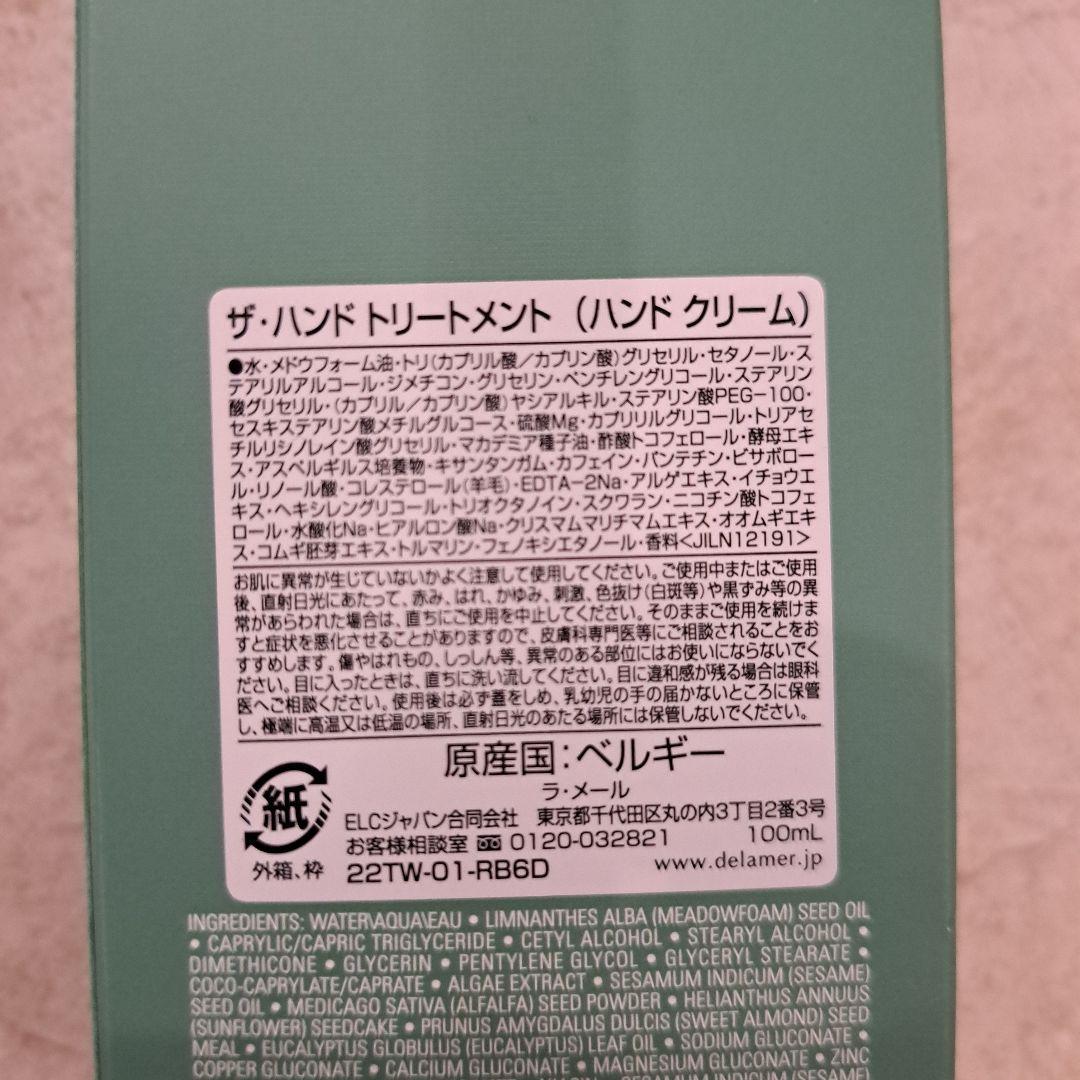 ザ・ハンド トリートメント（ハンド クリーム）
●水・メドウフォーム油・トリ(カプリル酸／カプリン酸)グリセリル・セタノール・ス
テアリルアルコール・ジメチコン・グリセリン・ペンチレングリコール・ステアリン
酸グリセリル・(カプリル／カプリン酸)ヤシアルキル・ステアリン酸PEG-100・
セスキステアリン酸メチルグルコース・硫酸Mg・カプリリルグリコール・トリアセ
チルリシノレイン酸グリセリル・マカデミア種子油・酢酸トコフェロール・酵母エキ
ス・アスペルギルス培養物・キサンタンガム・カフェイン・パンテチン・ビサボロー
ル・リノール酸・コレステロール(羊毛)・EDTA-2Na・アルゲエキス・イチョウエ
キス・ヘキシレングリコール・トリオクタノイン・スクワラン・ニコチン酸トコフェ
ロール・水酸化Na・ヒアルロン酸Na・クリスマムマリチマムエキス・オオムギエキ
ス・コムギ胚芽エキス・トルマリン・フェノキシエタノール・香料<JILN12191>
お肌に異常が生じていないかよく注意して使用してください。ご使用中またはご使用
後、直射日光にあたって、赤み、はれ、かゆみ、刺激、色抜け(白斑等)や黒ずみ等の異
常があらわれた場合は、直ちにご使用を中止してください。そのままご使用を続けま
すと症状を悪化させることがありますので、皮膚科専門医等にご相談されることをお
すすめします。傷やはれもの、しっしん等、異常のある部位にはお使いにならないでく
ださい。目に入ったときは、直ちに洗い流してください。目に違和感が残る場合は眼科
医へご相談ください。使用後は必ず蓋をしめ、乳幼児の手の届かないところに保管
し、極端に高温又は低温の場所、直射日光のあたる場所には保管しないでください。
原産国：ベルギー
ラ・メール
紙
外箱、枠
ELCジャパン合同会社 東京都千代田区丸の内3丁目2番3号
お客様相談室 0120-032821 100mL
22TW-01-RB6D www.delamer.jp
INGREDIENTS: WATER\AQUA\EAU • LIMNANTHES ALBA (MEADOWFOAM) SEED OIL
• CAPRYLIC/CAPRIC TRIGLYCERIDE • CETYL ALCOHOL • STEARYL ALCOHOL •
DIMETHICONE • GLYCERIN • PENTYLENE GLYCOL • GLYCERYL STEARATE •
COCO-CAPRYLATE/CAPRATE • ALGAE EXTRACT • SESAMUM INDICUM (SESAME)
SEED OIL • MEDICAGO SATIVA (ALFALFA) SEED POWDER • HELIANTHUS ANNUUS
(SUNFLOWER) SEEDCAKE • PRUNUS AMYGDALUS DULCIS (SWEET ALMOND) SEED
MEAL • EUCALYPTUS GLOBULUS (EUCALYPTUS) LEAF OIL • SODIUM GLUCONATE •
COPPER GLUCONATE • CALCIUM GLUCONATE • MAGNESIUM GLUCONATE • ZINC